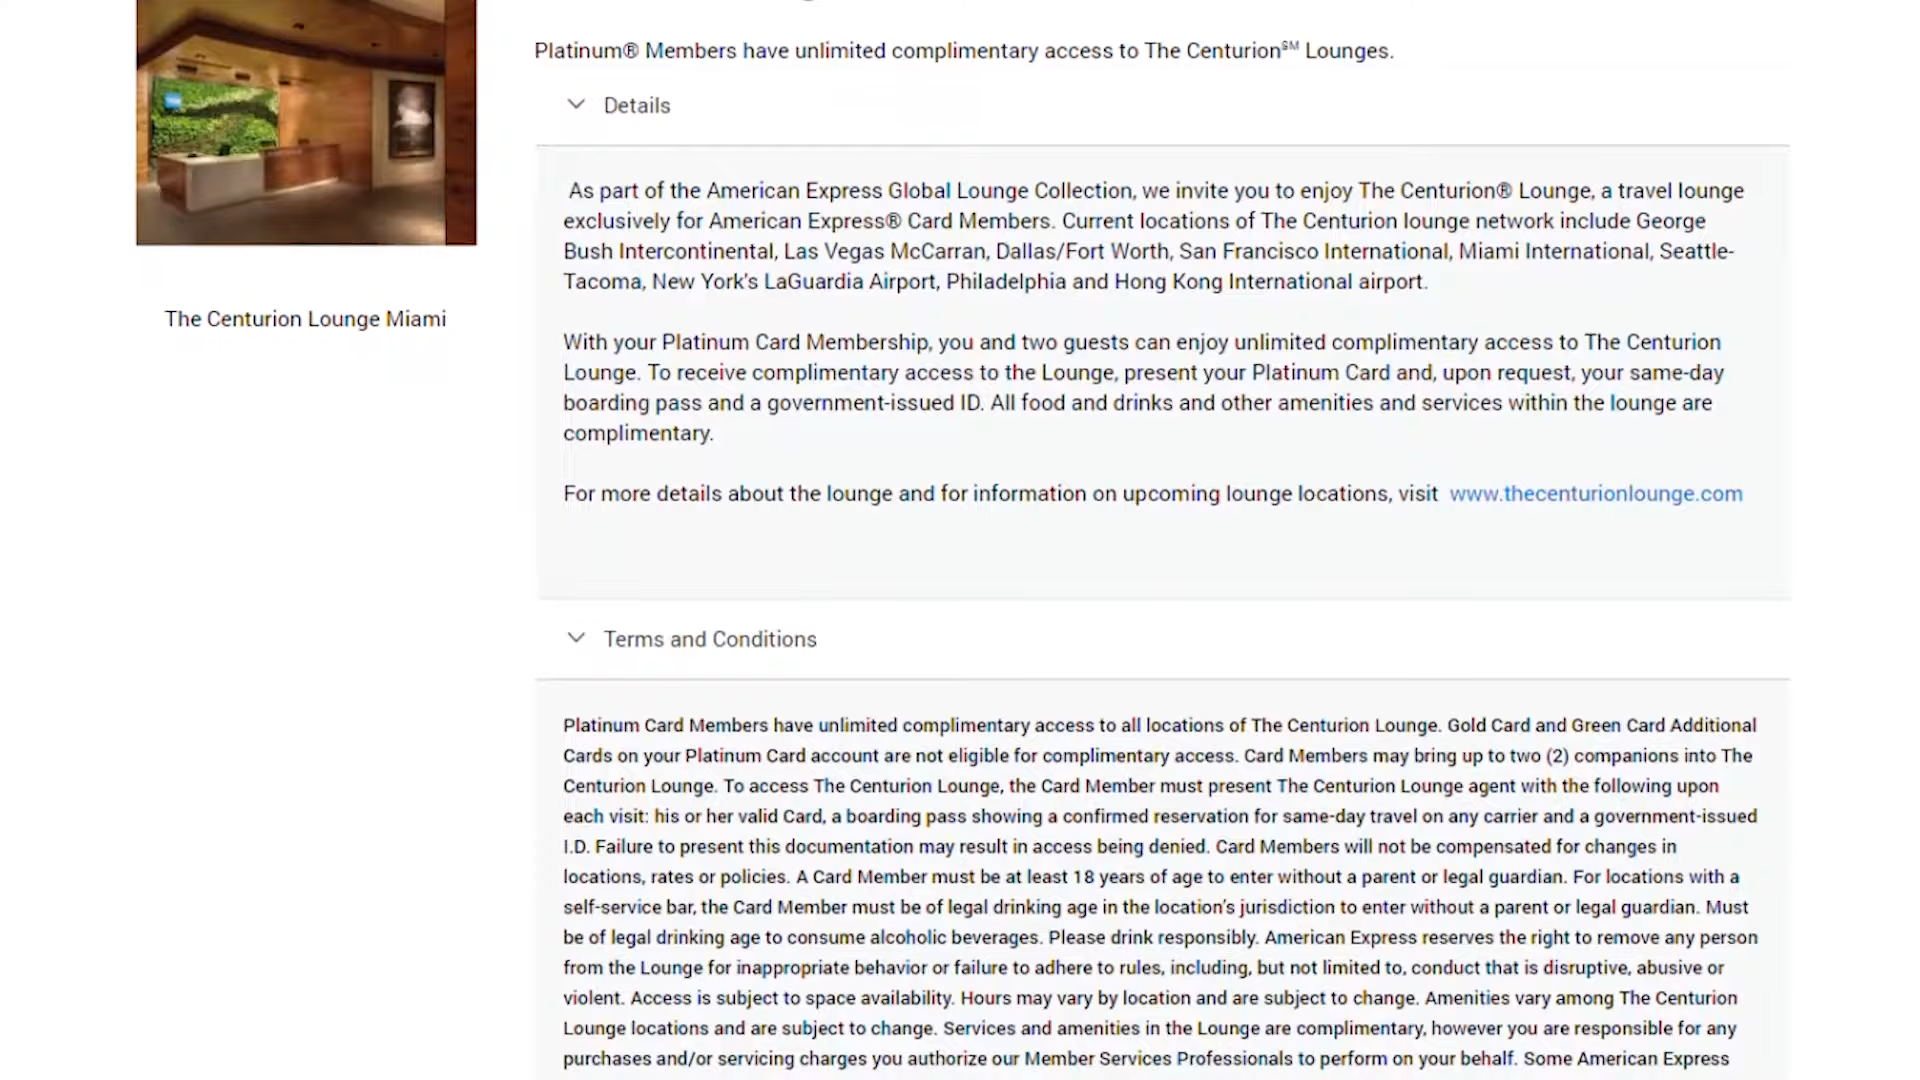 Platinum® Members have unlimited complimentary access to The Centurion℠ Lounges.
Details
As part of the American Express Global Lounge Collection, we invite you to enjoy The Centurion® Lounge, a travel lounge
exclusively for American Express® Card Members. Current locations of The Centurion lounge network include George
Bush Intercontinental, Las Vegas McCarran, Dallas/Fort Worth, San Francisco International, Miami International, Seattle-
Tacoma, New York's LaGuardia Airport, Philadelphia and Hong Kong International airport.
The Centurion Lounge Miami
With your Platinum Card Membership, you and two guests can enjoy unlimited complimentary access to The Centurion
Lounge. To receive complimentary access to the Lounge, present your Platinum Card and, upon request, your same-day
boarding pass and a government-issued ID. All food and drinks and other amenities and services within the lounge are
complimentary.
For more details about the lounge and for information on upcoming lounge locations, visit www.thecenturionlounge.com
Terms and Conditions
Platinum Card Members have unlimited complimentary access to all locations of The Centurion Lounge. Gold Card and Green Card Additional
Cards on your Platinum Card account are not eligible for complimentary access. Card Members may bring up to two (2) companions into The
Centurion Lounge. To access The Centurion Lounge, the Card Member must present The Centurion Lounge agent with the following upon
each visit: his or her valid Card, a boarding pass showing a confirmed reservation for same-day travel on any carrier and a government-issued
I.D. Failure to present this documentation may result in access being denied. Card Members will not be compensated for changes in
locations, rates or policies. A Card Member must be at least 18 years of age to enter without a parent or legal guardian. For locations with a
self-service bar, the Card Member must be of legal drinking age in the location's jurisdiction to enter without a parent or legal guardian. Must
be of legal drinking age to consume alcoholic beverages. Please drink responsibly. American Express reserves the right to remove any person
from the Lounge for inappropriate behavior or failure to adhere to rules, including, but not limited to, conduct that is disruptive, abusive or
violent. Access is subject to space availability. Hours may vary by location and are subject to change. Amenities vary among The Centurion
Lounge locations and are subject to change. Services and amenities in the Lounge are complimentary, however you are responsible for any
purchases and/or servicing charges you authorize our Member Services Professionals to perform on your behalf. Some American Express